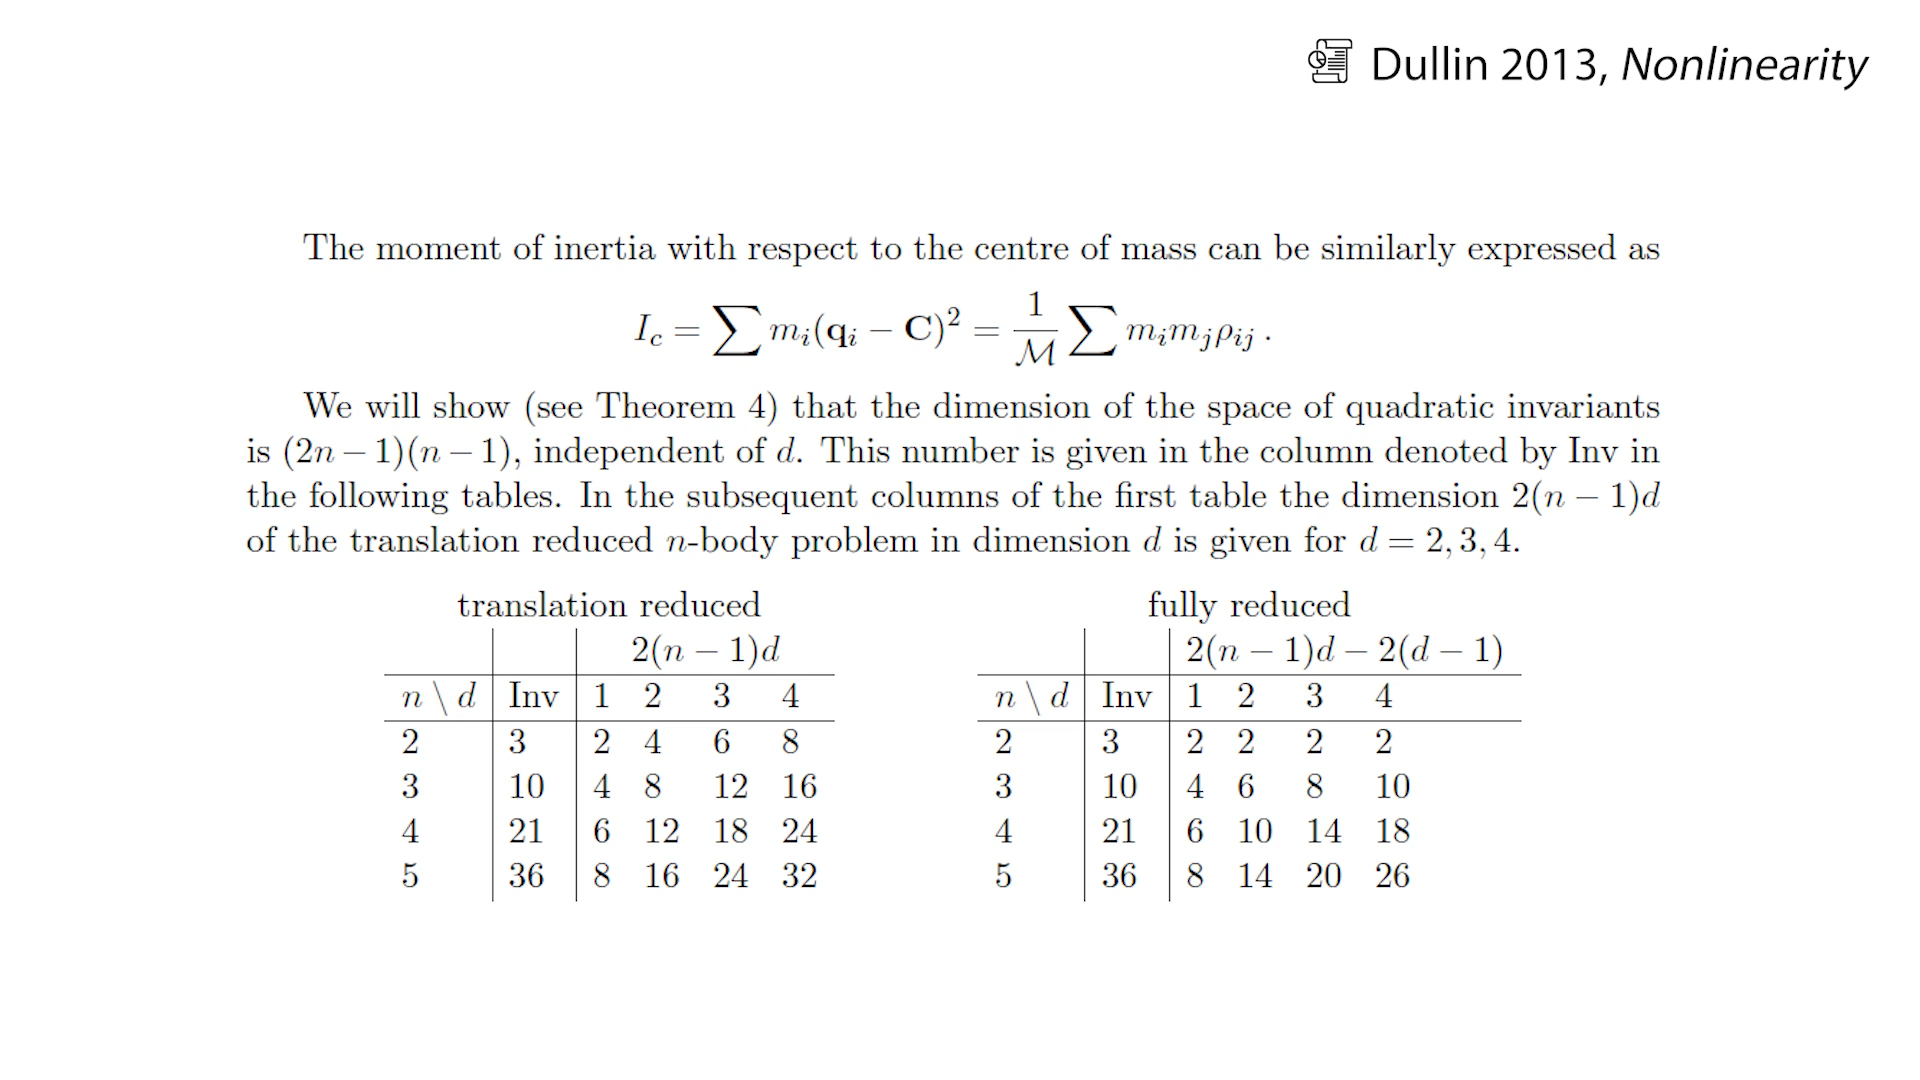 Dullin 2013, Nonlinearity
The moment of inertia with respect to the centre of mass can be similarly expressed as
I_c = ∑ m_i(q_i − C)² = 1/ℳ ∑ m_i m_j ρ_ij .
We will show (see Theorem 4) that the dimension of the space of quadratic invariants
is (2n − 1)(n − 1), independent of d. This number is given in the column denoted by Inv in
the following tables. In the subsequent columns of the first table the dimension 2(n − 1)d
of the translation reduced n-body problem in dimension d is given for d = 2, 3, 4.
translation reduced
2(n − 1)d
n \ d Inv 1 2 3 4
2 3 2 4 6 8
3 10 4 8 12 16
4 21 6 12 18 24
5 36 8 16 24 32
fully reduced
2(n − 1)d − 2(d − 1)
n \ d Inv 1 2 3 4
2 3 2 2 2 2
3 10 4 6 8 10
4 21 6 10 14 18
5 36 8 14 20 26